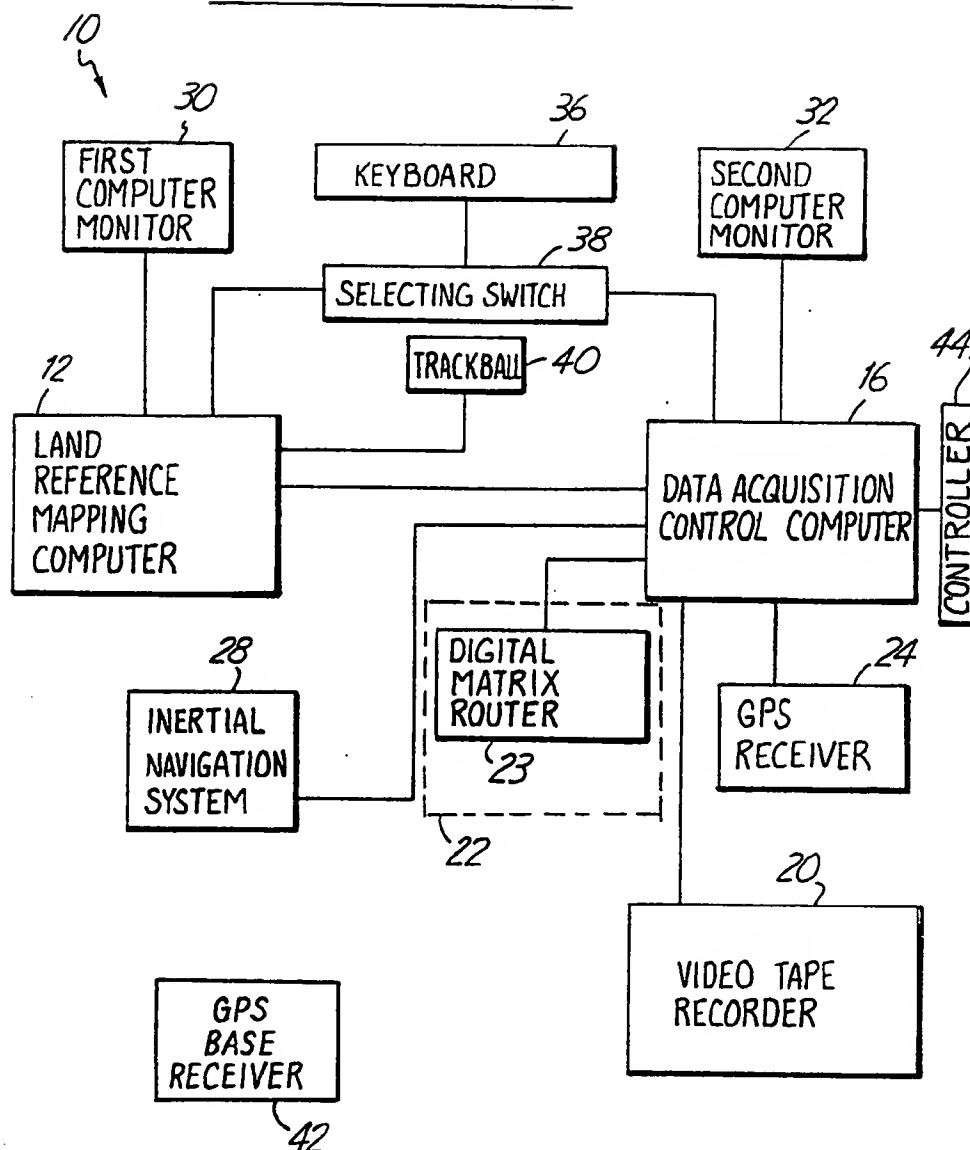 10
30
FIRST
COMPUTER
MONITOR
36
KEYBOARD
32
SECOND
COMPUTER
MONITOR
38
SELECTING SWITCH
TRACKBALL
40
44
12
LAND
REFERENCE
MAPPING
COMPUTER
16
DATA ACQUISITION
CONTROL COMPUTER
CONTROLLER
28
INERTIAL
NAVIGATION
SYSTEM
DIGITAL
MATRIX
ROUTER
23
22
24
GPS
RECEIVER
20
VIDEO TAPE
RECORDER
GPS
BASE
RECEIVER
42